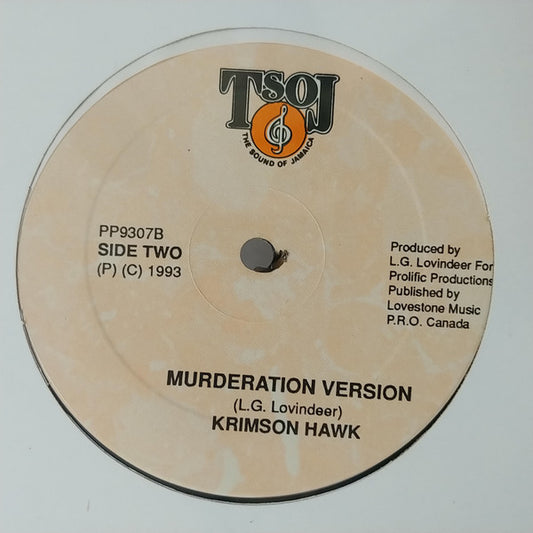 TSOJ
THE SOUND OF JAMAICA
PP9307B
SIDE TWO
(P) (C) 1993
Produced by
L.G. Lovindeer For
Prolific Productions
Published by
Lovestone Music
P.R.O. Canada
MURDERATION VERSION
(L.G. Lovindeer)
KRIMSON HAWK